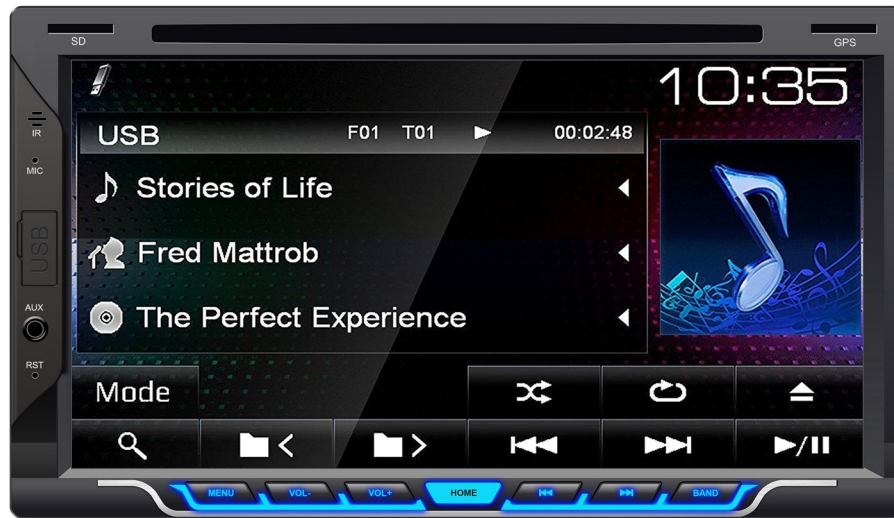 SD
GPS
10:35
IR
USB F01 T01 00:02:48
MIC
Stories of Life
USB
Fred Mattrob
AUX
The Perfect Experience
RST
Mode
MENU VOL- VOL+ HOME BAND